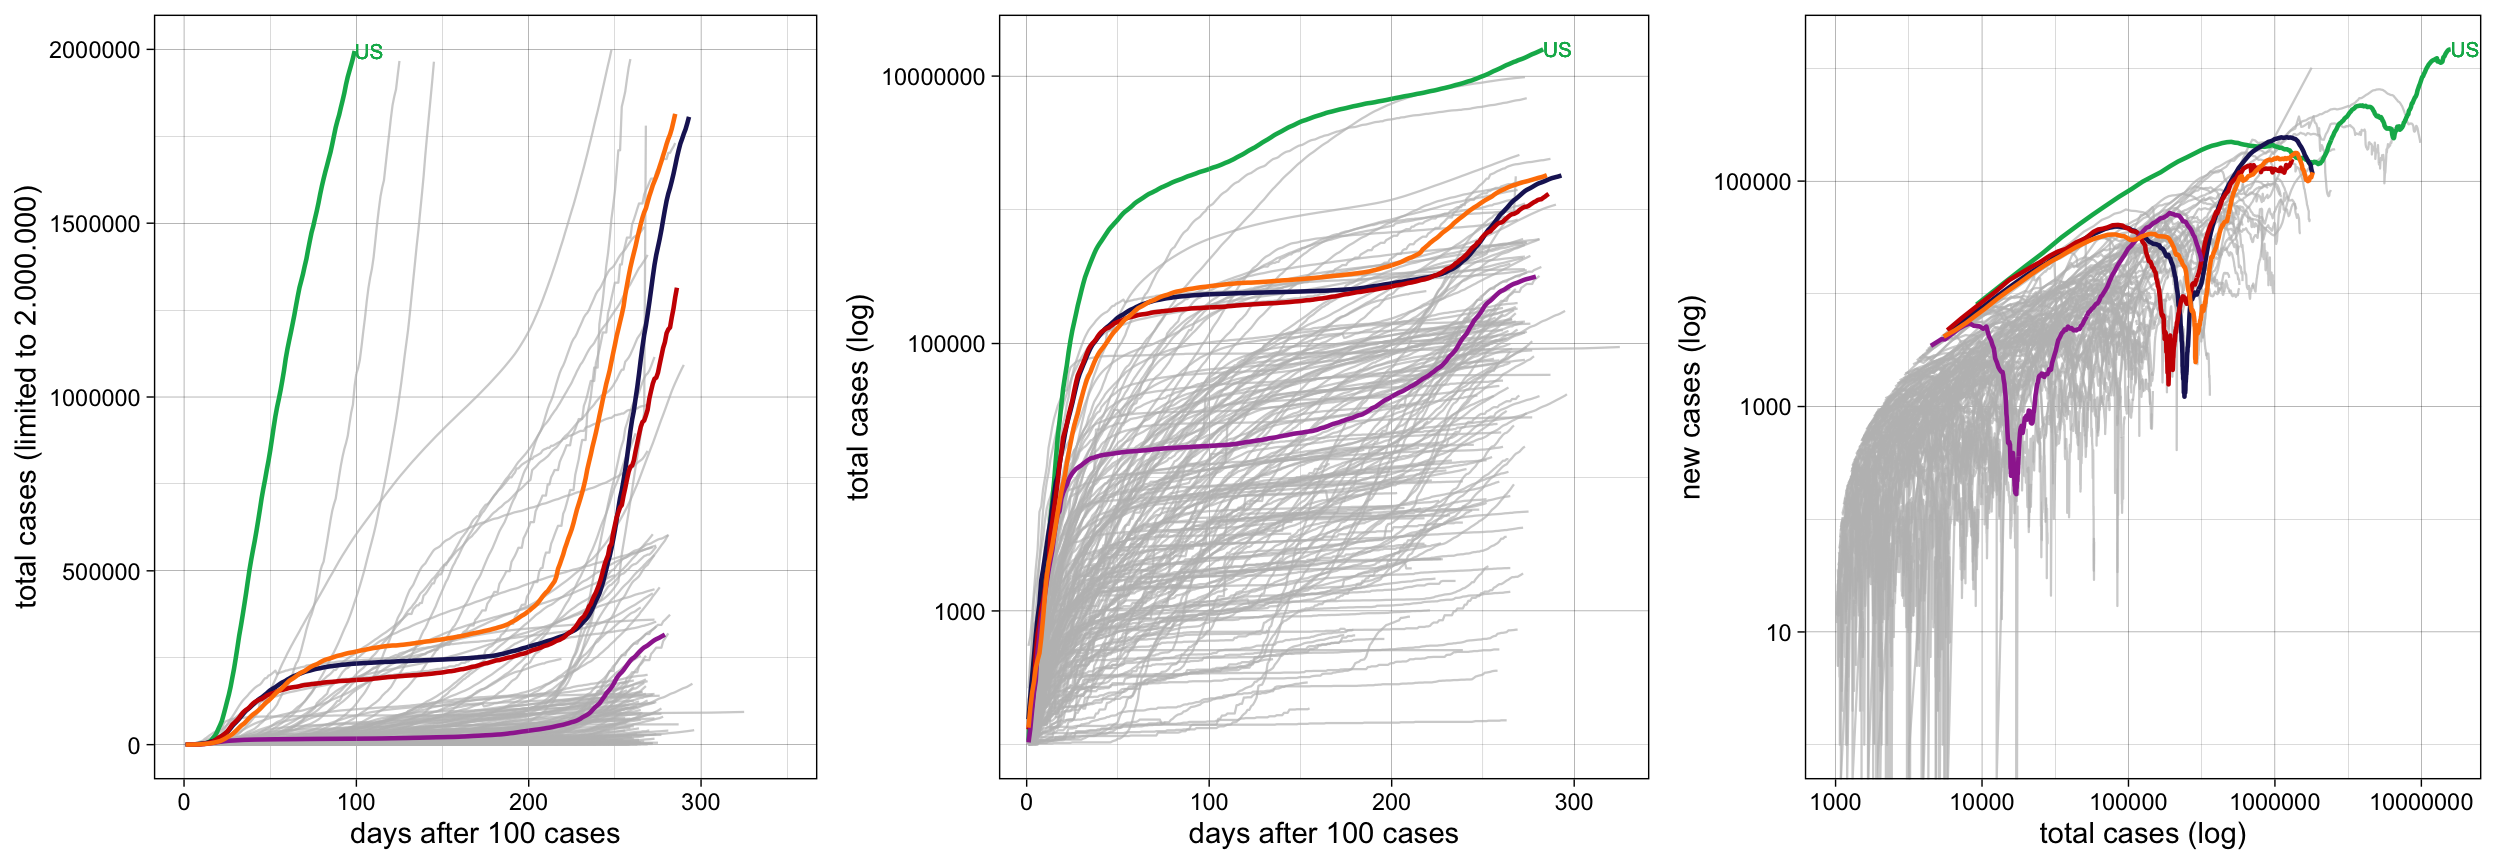 total cases (limited to 2.000.000)
2000000
1500000
1000000
500000
0
US
0
100
200
300
days after 100 cases
total cases (log)
10000000
100000
1000
US
0
100
200
300
days after 100 cases
new cases (log)
100000
1000
10
US
1000
10000
100000
1000000
10000000
total cases (log)